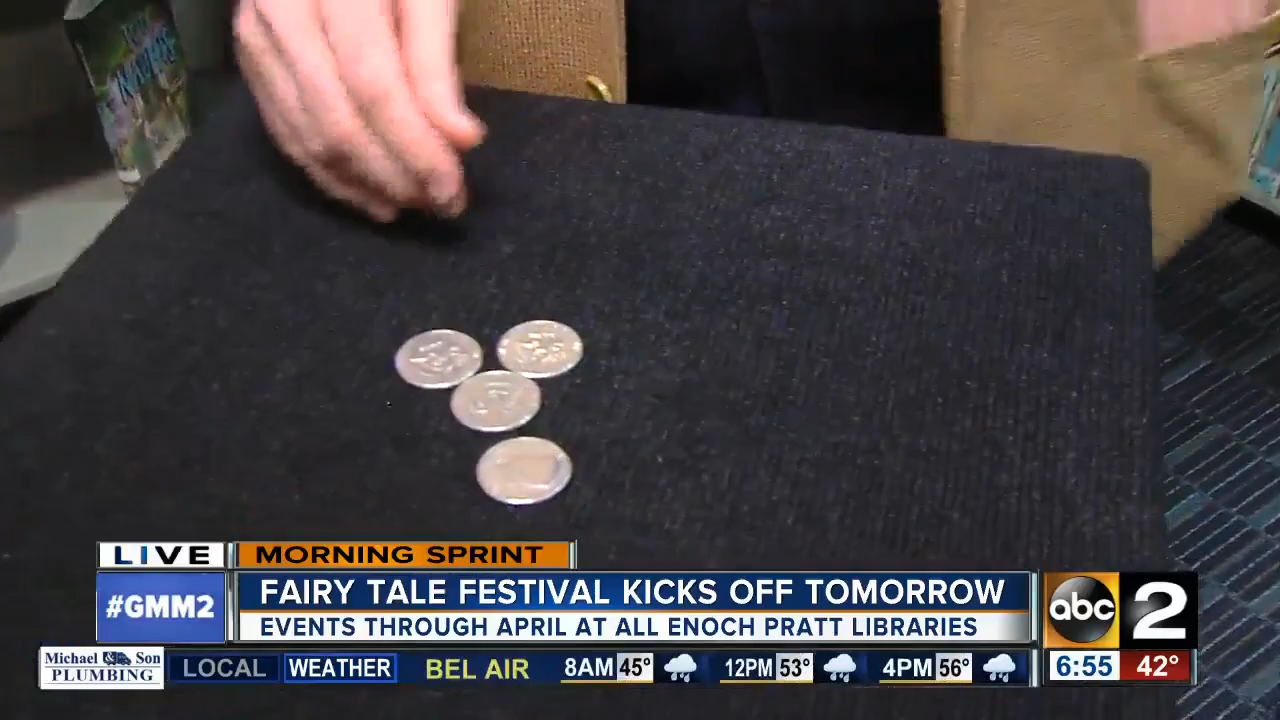 LIVE
MORNING SPRINT
#GMM2
FAIRY TALE FESTIVAL KICKS OFF TOMORROW
EVENTS THROUGH APRIL AT ALL ENOCH PRATT LIBRARIES
abc 2
Michael & Son
PLUMBING
LOCAL WEATHER BEL AIR 8AM 45° 12PM 53° 4PM 56°
6:55 42°